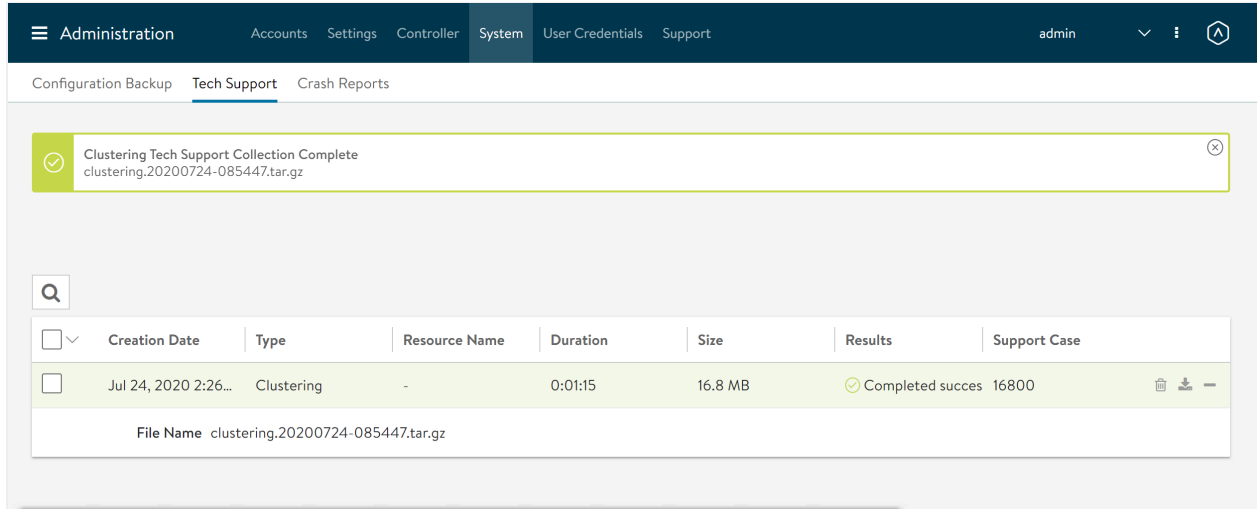 Administration Accounts Settings Controller System User Credentials Support admin
Configuration Backup Tech Support Crash Reports
Clustering Tech Support Collection Complete
clustering.20200724-085447.tar.gz
Creation Date Type Resource Name Duration Size Results Support Case
Jul 24, 2020 2:26... Clustering - 0:01:15 16.8 MB Completed succes 16800
File Name clustering.20200724-085447.tar.gz